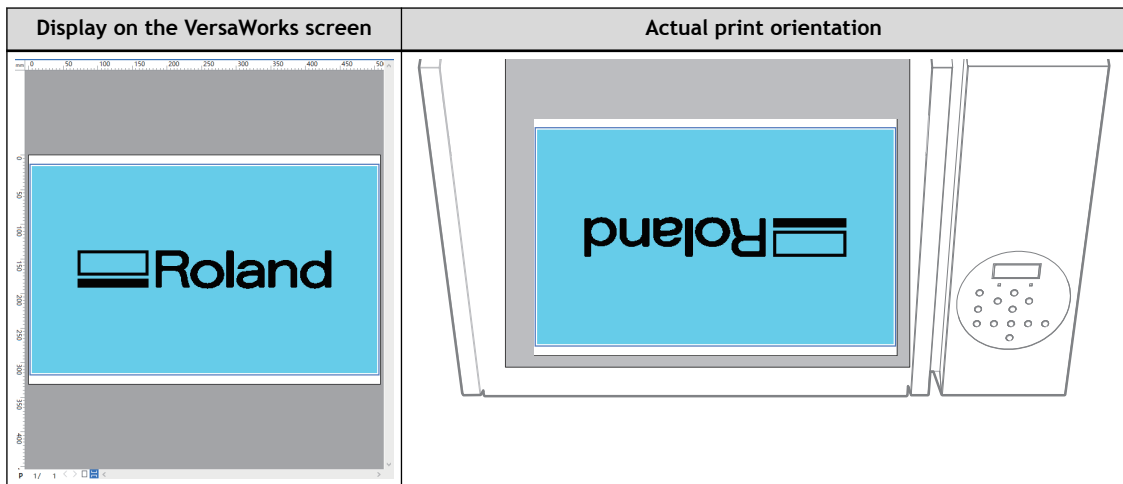 Display on the VersaWorks screen
Actual print orientation
mm 0 50 100 150 200 250 300 350 400 450 50
0
50
100
150
200
250
300
350
400
Roland
Roland
P 1/ 1